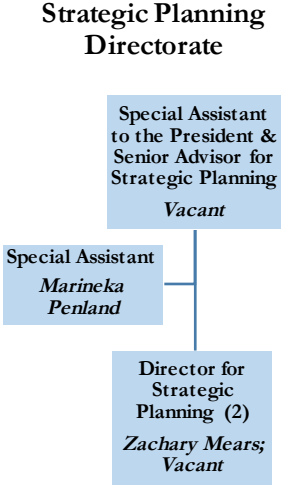 Strategic Planning
Directorate
Special Assistant
to the President &
Senior Advisor for
Strategic Planning
Vacant
Special Assistant
Marineka
Penland
Director for
Strategic
Planning (2)
Zachary Mears;
Vacant